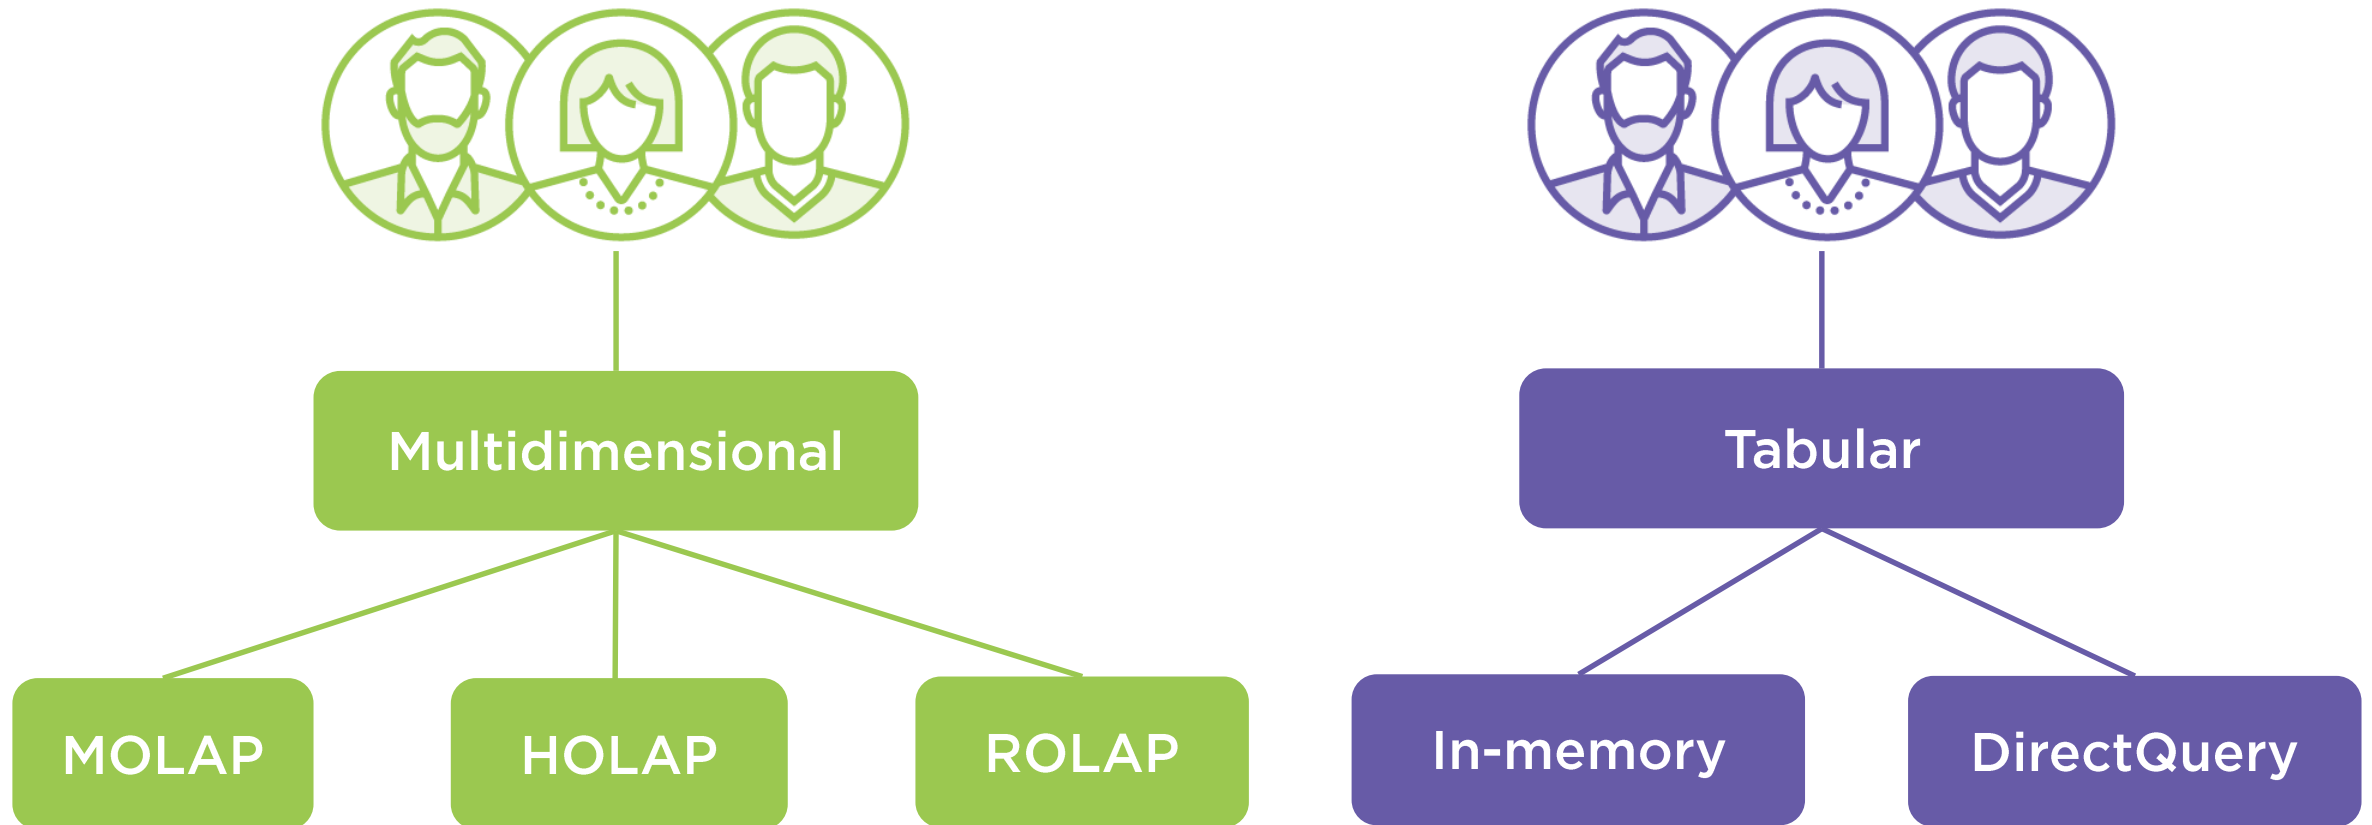 Multidimensional
Tabular
MOLAP
HOLAP
ROLAP
In-memory
DirectQuery